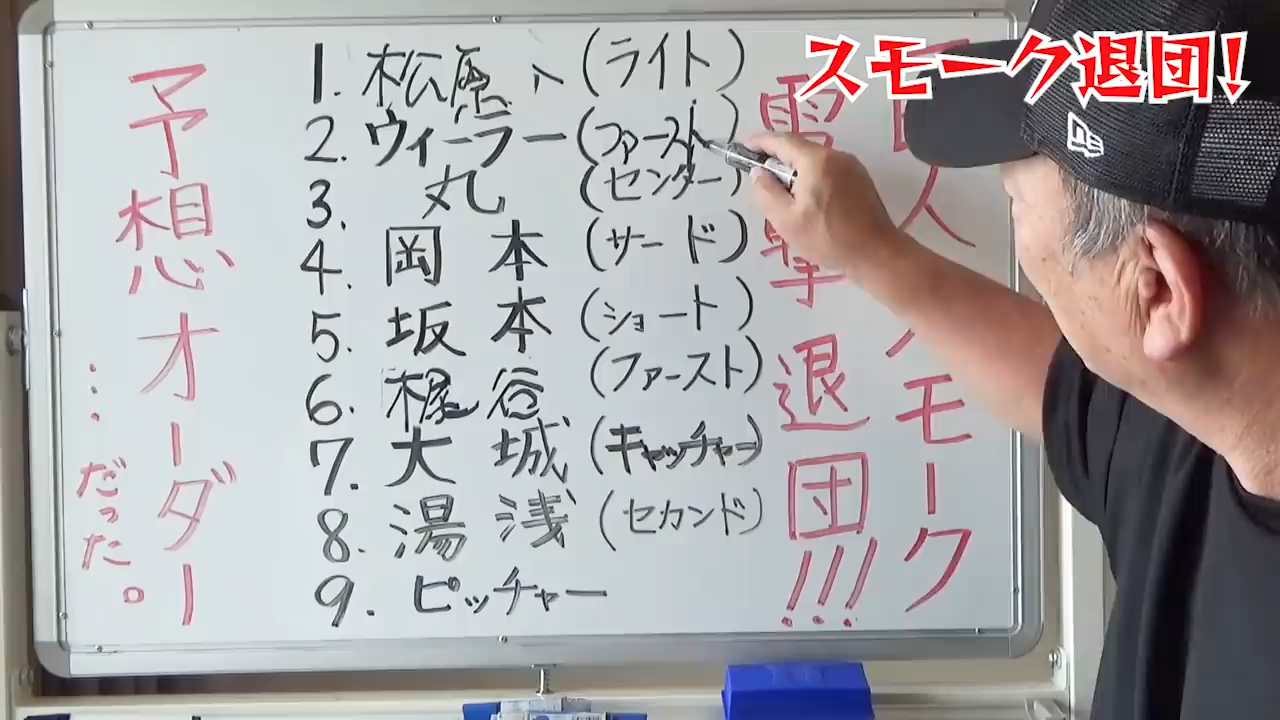 スモーク退団!
巨人スモーク
電撃退団!!!
1. 松原 (ライト)
2. ウィーラー (ファースト)
3. 丸 (センター)
4. 岡本 (サード)
5. 坂本 (ショート)
6. 梶谷 (ファースト)
7. 大城 (キャッチャー)
8. 湯浅 (セカンド)
9. ピッチャー
予想オーダー
…．だった。